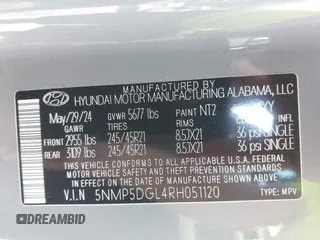 MANUFACTURED BY
HYUNDAI MOTOR MANUFACTURING ALABAMA, LLC
May/29/24 GVWR 5677 lbs PAINT NT2
GAWR TIRES RIMS
FRONT 2955 lbs 245/45R21 8.5JX21 36 psi SINGLE
REAR 3109 lbs 245/45R21 8.5JX21 36 psi SINGLE
THIS VEHICLE CONFORMS TO ALL APPLICABLE FEDERAL
MOTOR VEHICLE SAFETY AND THEFT PREVENTION
STANDARDS IN EFFECT ON THE DATE OF
MANUFACTURE SHOWN ABOVE.
V.I.N 5NMP5DGL4RH051120 TYPE: MPV
DREAMBID